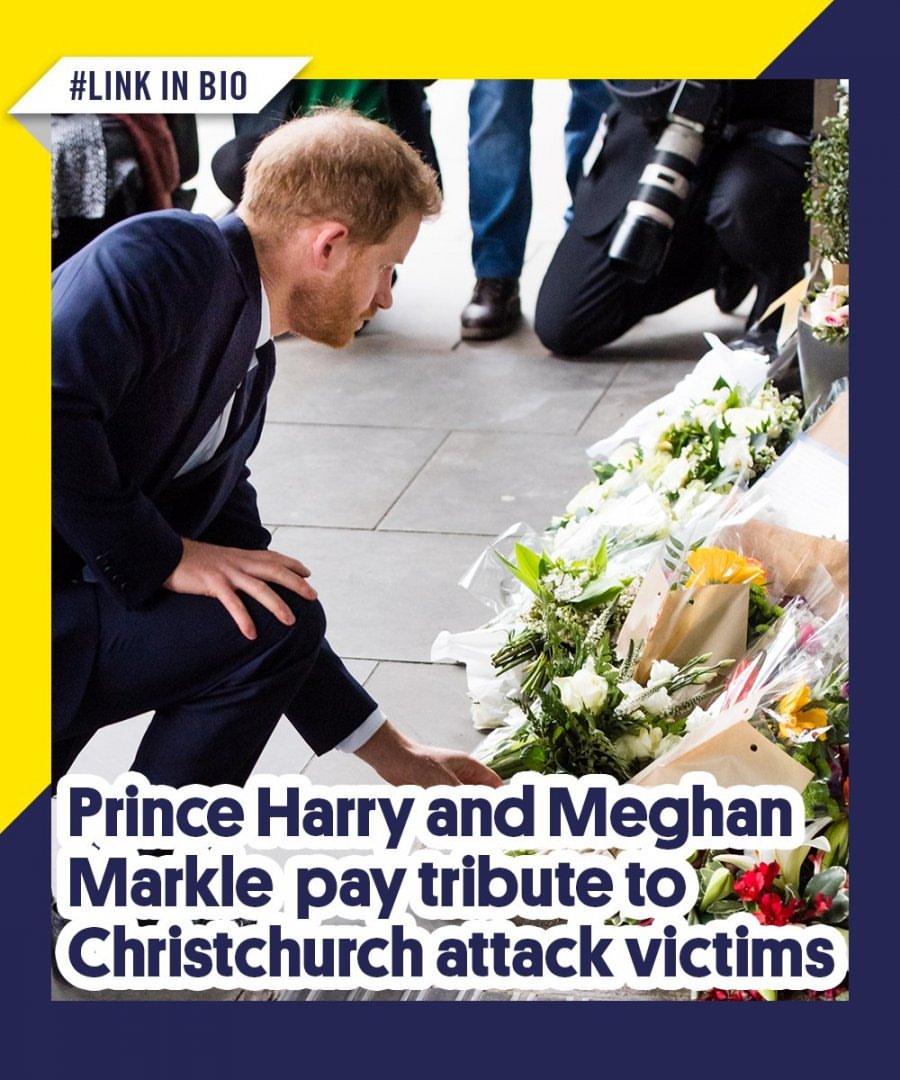 #LINK IN BIO
Prince Harry and Meghan
Markle pay tribute to
Christchurch attack victims